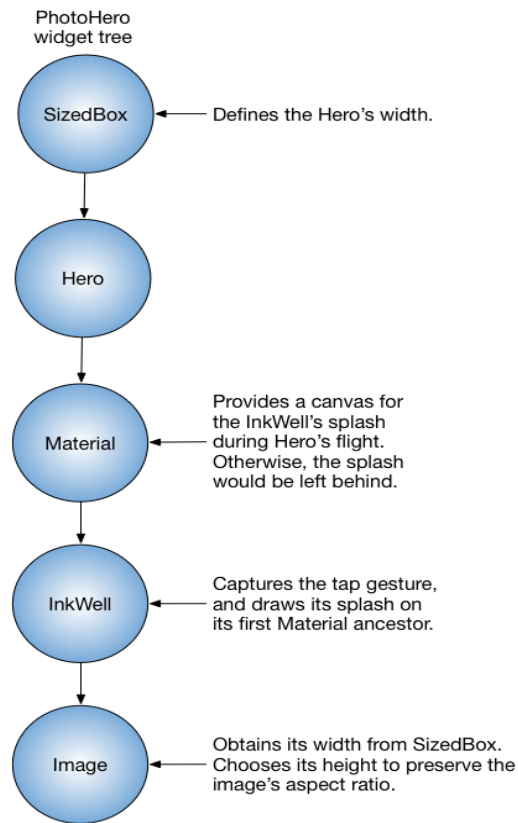 PhotoHero
widget tree
SizedBox
Defines the Hero’s width.
Hero
Material
Provides a canvas for
the InkWell’s splash
during Hero’s flight.
Otherwise, the splash
would be left behind.
InkWell
Captures the tap gesture,
and draws its splash on
its first Material ancestor.
Image
Obtains its width from SizedBox.
Chooses its height to preserve the
image’s aspect ratio.